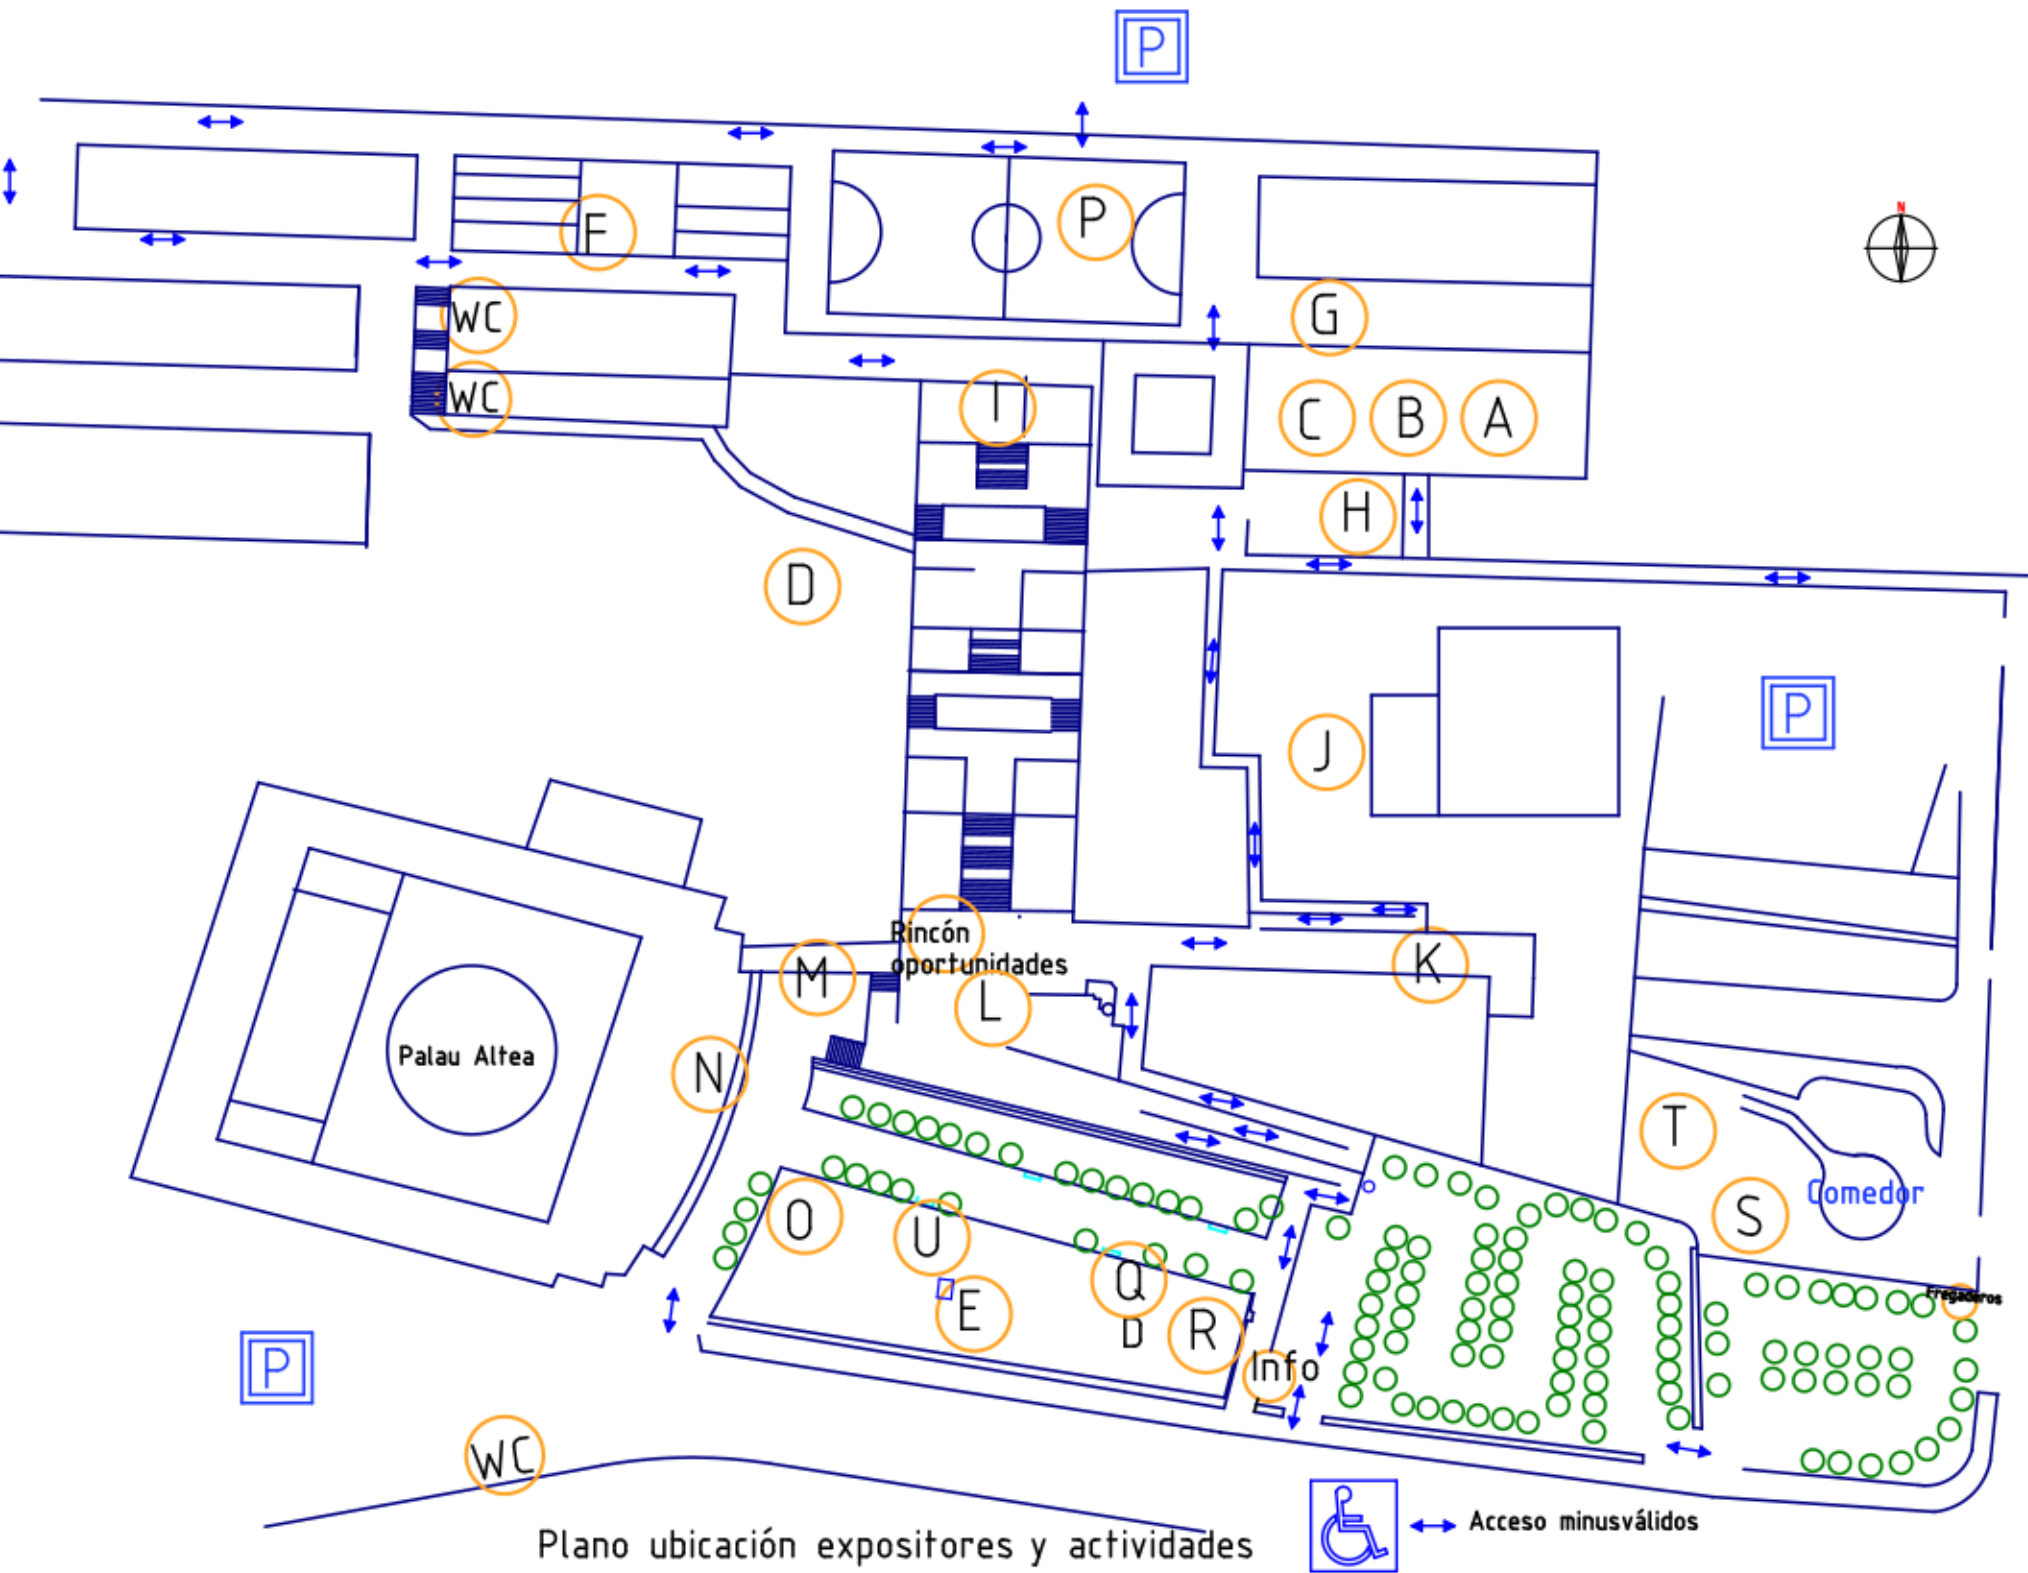 P
N
F
P
WC
G
WC
I
C
B
A
H
D
P
J
Rincón
oportunidades
M
K
L
Palau Altea
N
T
Comedor
S
O
U
Q
E
D
R
Fregaderos
Info
P
WC
Plano ubicación expositores y actividades
Acceso minusválidos